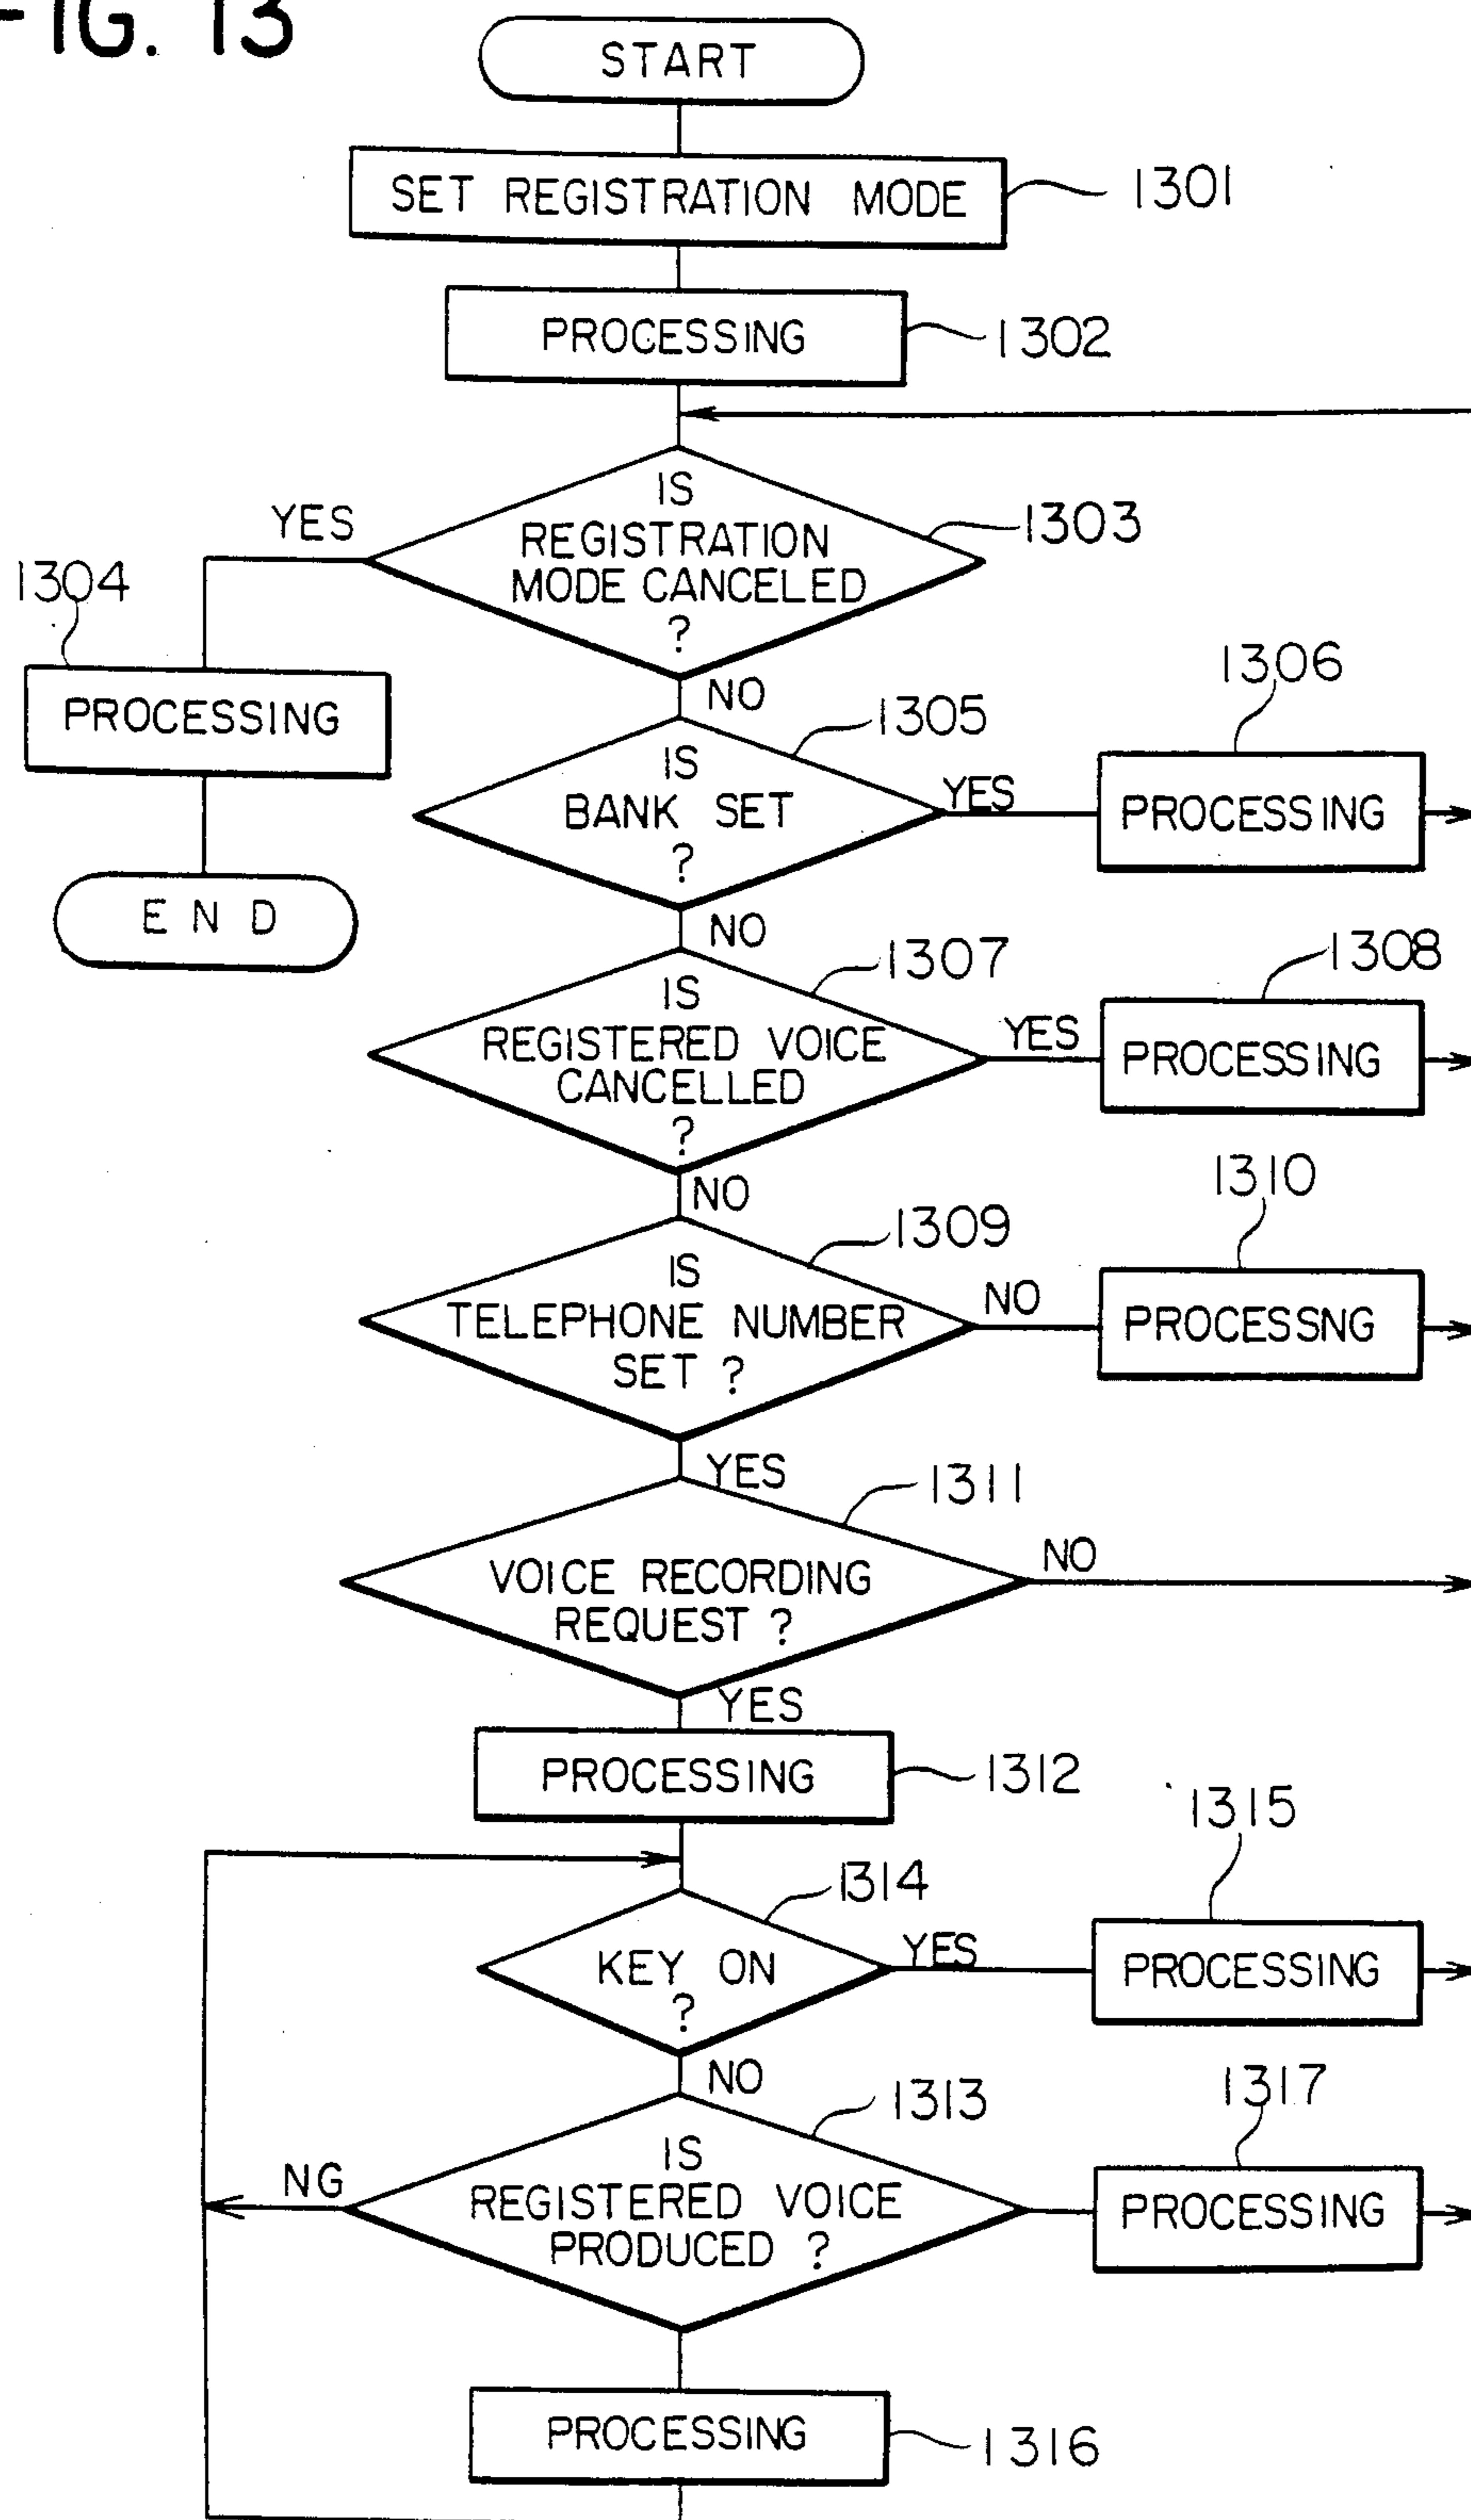 FIG. 13
START
SET REGISTRATION MODE
1301
PROCESSING
1302
IS
REGISTRATION
MODE CANCELED
?
1303
YES
1304
PROCESSING
END
NO
IS
BANK SET
?
1305
YES
1306
PROCESSING
NO
IS
REGISTERED VOICE
CANCELLED
?
1307
YES
1308
PROCESSING
NO
IS
TELEPHONE NUMBER
SET ?
1309
NO
1310
PROCESSNG
YES
VOICE RECORDING
REQUEST ?
1311
NO
YES
PROCESSING
1312
KEY ON
?
1314
YES
1315
PROCESSING
NO
IS
REGISTERED VOICE
PRODUCED ?
1313
NG
1317
PROCESSING
PROCESSING
1316